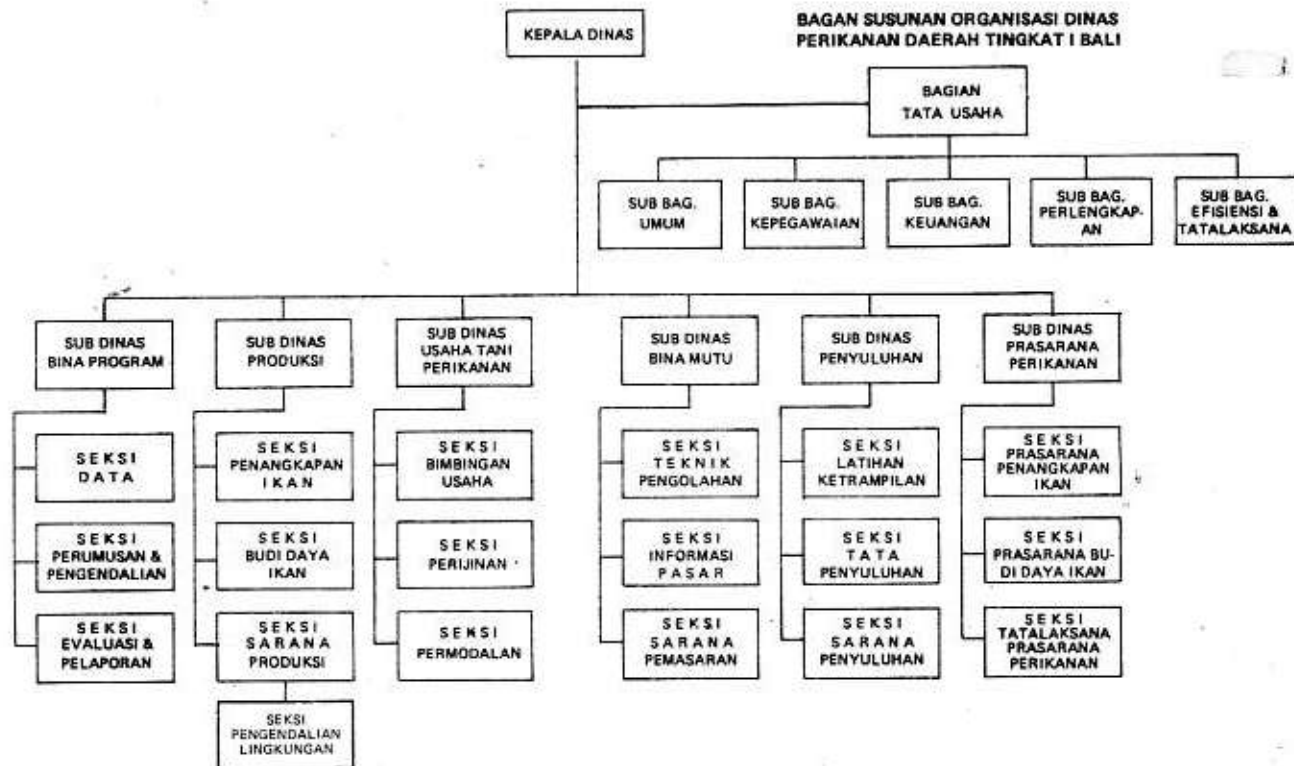 BAGAN SUSUNAN ORGANISASI DINAS
PERIKANAN DAERAH TINGKAT I BALI
KEPALA DINAS
BAGIAN
TATA USAHA
SUB BAG.
UMUM
SUB BAG.
KEPEGAWAIAN
SUB BAG.
KEUANGAN
SUB BAG.
PERLENGKAP-
AN
SUB BAG.
EFISIENSI &
TATALAKSANA
SUB DINAS
BINA PROGRAM
SEKSI
DATA
SEKSI
PERUMUSAN &
PENGENDALIAN
SEKSI
EVALUASI &
PELAPORAN
SUB DINAS
PRODUKSI
SEKSI
PENANGKAPAN
IKAN
SEKSI
BUDI DAYA
IKAN
SEKSI
SARANA
PRODUKSI
SEKSI
PENGENDALIAN
LINGKUNGAN
SUB DINAS
USAHA TANI
PERIKANAN
SEKSI
BIMBINGAN
USAHA
SEKSI
PERIJINAN
SEKSI
PERMODALAN
SUB DINAS
BINA MUTU
SEKSI
TEKNIK
PENGOLAHAN
SEKSI
INFORMASI
PASAR
SEKSI
SARANA
PEMASARAN
SUB DINAS
PENYULUHAN
SEKSI
LATIHAN
KETRAMPILAN
SEKSI
TATA
PENYULUHAN
SEKSI
SARANA
PENYULUHAN
SUB DINAS
PRASARANA
PERIKANAN
SEKSI
PRASARANA
PENANGKAPAN
IKAN
SEKSI
PRASARANA BU-
DI DAYA IKAN
SEKSI
TATALAKSANA
PRASARANA
PERIKANAN